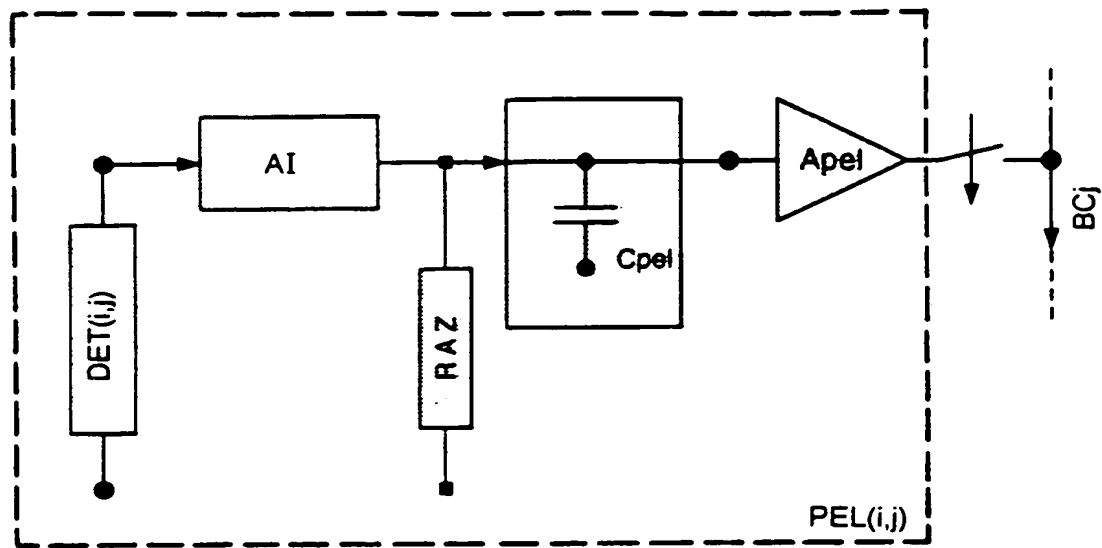 AI
Apel
DET(i,j)
RAZ
Cpel
BCj
PEL(i,j)